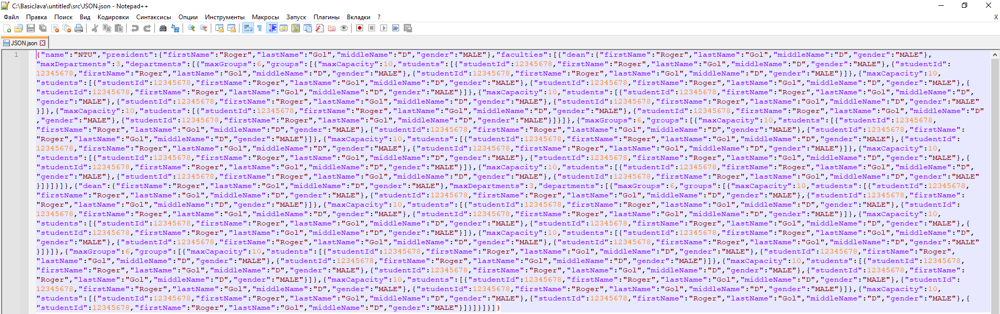 C:\BasicJava\untitled\src\JSON.json - Notepad++
Файл Правка Поиск Вид Кодировки Синтаксисы Опции Инструменты Макросы Запуск Плагины Вкладки ? X
JSON.json
1 {"name":"NTU","president":{"firstName":"Roger","lastName":"Gol","middleName":"D","gender":"MALE"},"faculties":[{"dean":{"firstName":"Roger","lastName":"Gol","middleName":"D","gender":"MALE"},
"maxDepartments":3,"departments":[{"maxGroups":6,"groups":[{"maxCapacity":10,"students":[{"studentId":12345678,"firstName":"Roger","lastName":"Gol","middleName":"D","gender":"MALE"},{"studentId":
12345678,"firstName":"Roger","lastName":"Gol","middleName":"D","gender":"MALE"},{"studentId":12345678,"firstName":"Roger","lastName":"Gol","middleName":"D","gender":"MALE"}]},{"maxCapacity":10,
"students":[{"studentId":12345678,"firstName":"Roger","lastName":"Gol","middleName":"D","gender":"MALE"},{"studentId":12345678,"firstName":"Roger","lastName":"Gol","middleName":"D","gender":"MALE"},{
"studentId":12345678,"firstName":"Roger","lastName":"Gol","middleName":"D","gender":"MALE"}]},{"maxCapacity":10,"students":[{"studentId":12345678,"firstName":"Roger","lastName":"Gol","middleName":"D",
"gender":"MALE"},{"studentId":12345678,"firstName":"Roger","lastName":"Gol","middleName":"D","gender":"MALE"},{"studentId":12345678,"firstName":"Roger","lastName":"Gol","middleName":"D","gender":"MALE"
}]},{"maxCapacity":10,"students":[{"studentId":12345678,"firstName":"Roger","lastName":"Gol","middleName":"D","gender":"MALE"},{"studentId":12345678,"firstName":"Roger","lastName":"Gol","middleName":"D"
,"gender":"MALE"},{"studentId":12345678,"firstName":"Roger","lastName":"Gol","middleName":"D","gender":"MALE"}]}]},{"maxGroups":6,"groups":[{"maxCapacity":10,"students":[{"studentId":12345678,
"firstName":"Roger","lastName":"Gol","middleName":"D","gender":"MALE"},{"studentId":12345678,"firstName":"Roger","lastName":"Gol","middleName":"D","gender":"MALE"},{"studentId":12345678,"firstName":
"Roger","lastName":"Gol","middleName":"D","gender":"MALE"}]},{"maxCapacity":10,"students":[{"studentId":12345678,"firstName":"Roger","lastName":"Gol","middleName":"D","gender":"MALE"},{"studentId":
12345678,"firstName":"Roger","lastName":"Gol","middleName":"D","gender":"MALE"},{"studentId":12345678,"firstName":"Roger","lastName":"Gol","middleName":"D","gender":"MALE"}]},{"maxCapacity":10,
"students":[{"studentId":12345678,"firstName":"Roger","lastName":"Gol","middleName":"D","gender":"MALE"},{"studentId":12345678,"firstName":"Roger","lastName":"Gol","middleName":"D","gender":"MALE"},{
"studentId":12345678,"firstName":"Roger","lastName":"Gol","middleName":"D","gender":"MALE"}]},{"maxCapacity":10,"students":[{"studentId":12345678,"firstName":"Roger","lastName":"Gol","middleName":"D",
"gender":"MALE"},{"studentId":12345678,"firstName":"Roger","lastName":"Gol","middleName":"D","gender":"MALE"},{"studentId":12345678,"firstName":"Roger","lastName":"Gol","middleName":"D","gender":"MALE"
}]}]}]},{"dean":{"firstName":"Roger","lastName":"Gol","middleName":"D","gender":"MALE"},"maxDepartments":3,"departments":[{"maxGroups":6,"groups":[{"maxCapacity":10,"students":[{"studentId":12345678,
"firstName":"Roger","lastName":"Gol","middleName":"D","gender":"MALE"},{"studentId":12345678,"firstName":"Roger","lastName":"Gol","middleName":"D","gender":"MALE"},{"studentId":12345678,"firstName":
"Roger","lastName":"Gol","middleName":"D","gender":"MALE"}]},{"maxCapacity":10,"students":[{"studentId":12345678,"firstName":"Roger","lastName":"Gol","middleName":"D","gender":"MALE"},{"studentId":
12345678,"firstName":"Roger","lastName":"Gol","middleName":"D","gender":"MALE"},{"studentId":12345678,"firstName":"Roger","lastName":"Gol","middleName":"D","gender":"MALE"}]},{"maxCapacity":10,
"students":[{"studentId":12345678,"firstName":"Roger","lastName":"Gol","middleName":"D","gender":"MALE"},{"studentId":12345678,"firstName":"Roger","lastName":"Gol","middleName":"D","gender":"MALE"},{
"studentId":12345678,"firstName":"Roger","lastName":"Gol","middleName":"D","gender":"MALE"}]},{"maxCapacity":10,"students":[{"studentId":12345678,"firstName":"Roger","lastName":"Gol","middleName":"D",
"gender":"MALE"},{"studentId":12345678,"firstName":"Roger","lastName":"Gol","middleName":"D","gender":"MALE"},{"studentId":12345678,"firstName":"Roger","lastName":"Gol","middleName":"D","gender":"MALE"
}]}]},{"maxGroups":6,"groups":[{"maxCapacity":10,"students":[{"studentId":12345678,"firstName":"Roger","lastName":"Gol","middleName":"D","gender":"MALE"},{"studentId":12345678,"firstName":"Roger",
"lastName":"Gol","middleName":"D","gender":"MALE"},{"studentId":12345678,"firstName":"Roger","lastName":"Gol","middleName":"D","gender":"MALE"}]},{"maxCapacity":10,"students":[{"studentId":12345678,
"firstName":"Roger","lastName":"Gol","middleName":"D","gender":"MALE"},{"studentId":12345678,"firstName":"Roger","lastName":"Gol","middleName":"D","gender":"MALE"},{"studentId":12345678,"firstName":
"Roger","lastName":"Gol","middleName":"D","gender":"MALE"}]},{"maxCapacity":10,"students":[{"studentId":12345678,"firstName":"Roger","lastName":"Gol","middleName":"D","gender":"MALE"},{"studentId":
12345678,"firstName":"Roger","lastName":"Gol","middleName":"D","gender":"MALE"},{"studentId":12345678,"firstName":"Roger","lastName":"Gol","middleName":"D","gender":"MALE"}]},{"maxCapacity":10,
"students":[{"studentId":12345678,"firstName":"Roger","lastName":"Gol","middleName":"D","gender":"MALE"},{"studentId":12345678,"firstName":"Roger","lastName":"Gol","middleName":"D","gender":"MALE"},{
"studentId":12345678,"firstName":"Roger","lastName":"Gol","middleName":"D","gender":"MALE"}]}]}]}]}